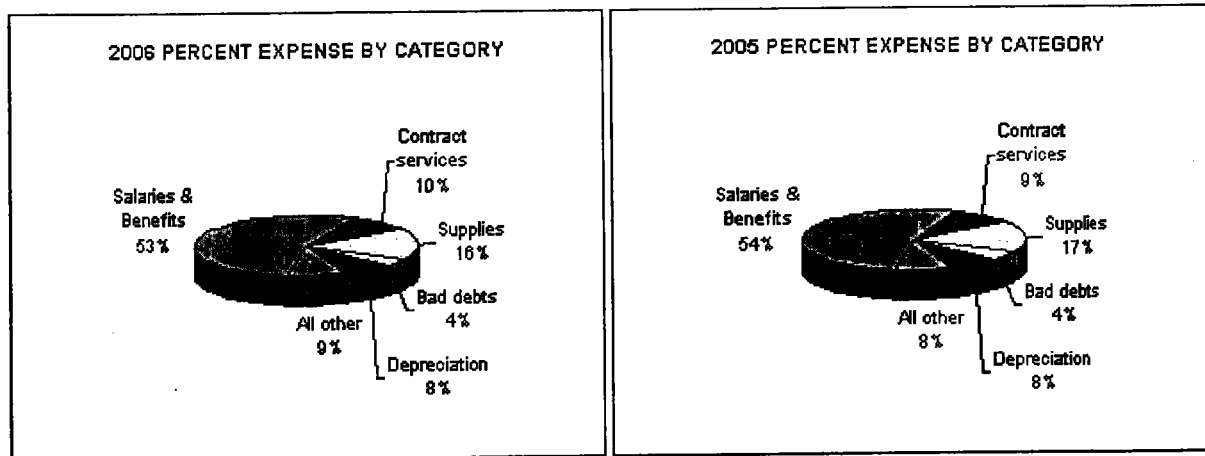 2006 PERCENT EXPENSE BY CATEGORY
Contract
services
10%
Salaries &
Benefits
53%
Supplies
16%
Bad debts
4%
All other
9%
Depreciation
8%
2005 PERCENT EXPENSE BY CATEGORY
Contract
services
9%
Salaries &
Benefits
54%
Supplies
17%
Bad debts
4%
All other
8%
Depreciation
8%